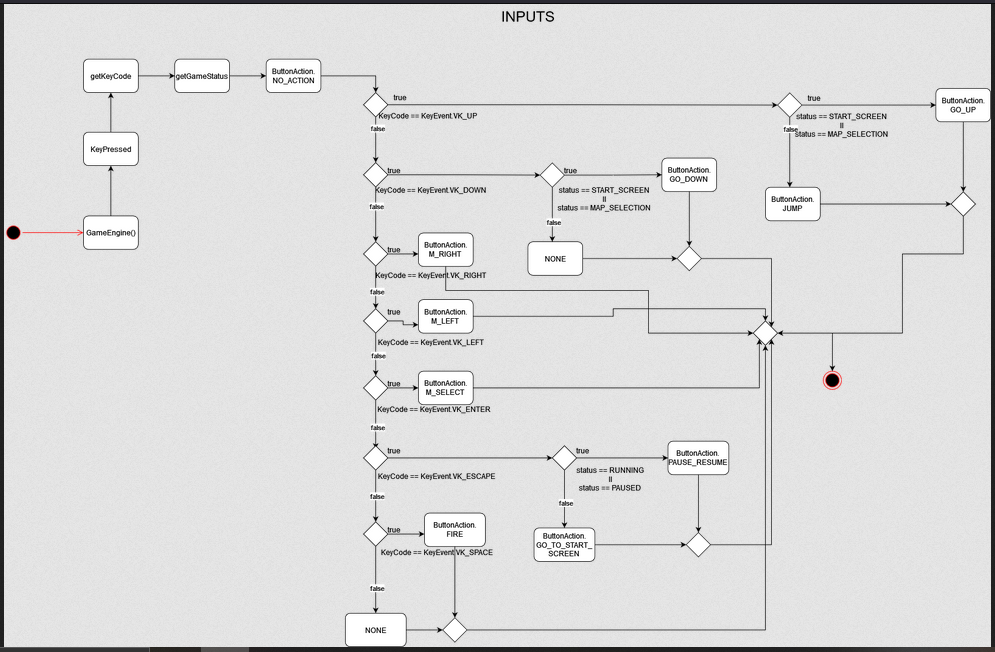 INPUTS
getKeyCode
getGameStatus
ButtonAction.
NO_ACTION
true
KeyCode == KeyEvent.VK_UP
false
true
status == START_SCREEN
II
status == MAP_SELECTION
false
ButtonAction.
GO_UP
ButtonAction.
JUMP
KeyPressed
GameEngine()
true
KeyCode == KeyEvent.VK_DOWN
false
true
status == START_SCREEN
II
status == MAP_SELECTION
false
ButtonAction.
GO_DOWN
NONE
true
ButtonAction.
M_RIGHT
KeyCode == KeyEvent.VK_RIGHT
false
true
ButtonAction.
M_LEFT
KeyCode == KeyEvent.VK_LEFT
false
true
ButtonAction.
M_SELECT
KeyCode == KeyEvent.VK_ENTER
false
true
KeyCode == KeyEvent.VK_ESCAPE
false
true
status == RUNNING
II
status == PAUSED
false
ButtonAction.
PAUSE_RESUME
ButtonAction.
GO_TO_START_
SCREEN
true
ButtonAction.
FIRE
KeyCode == KeyEvent.VK_SPACE
false
NONE